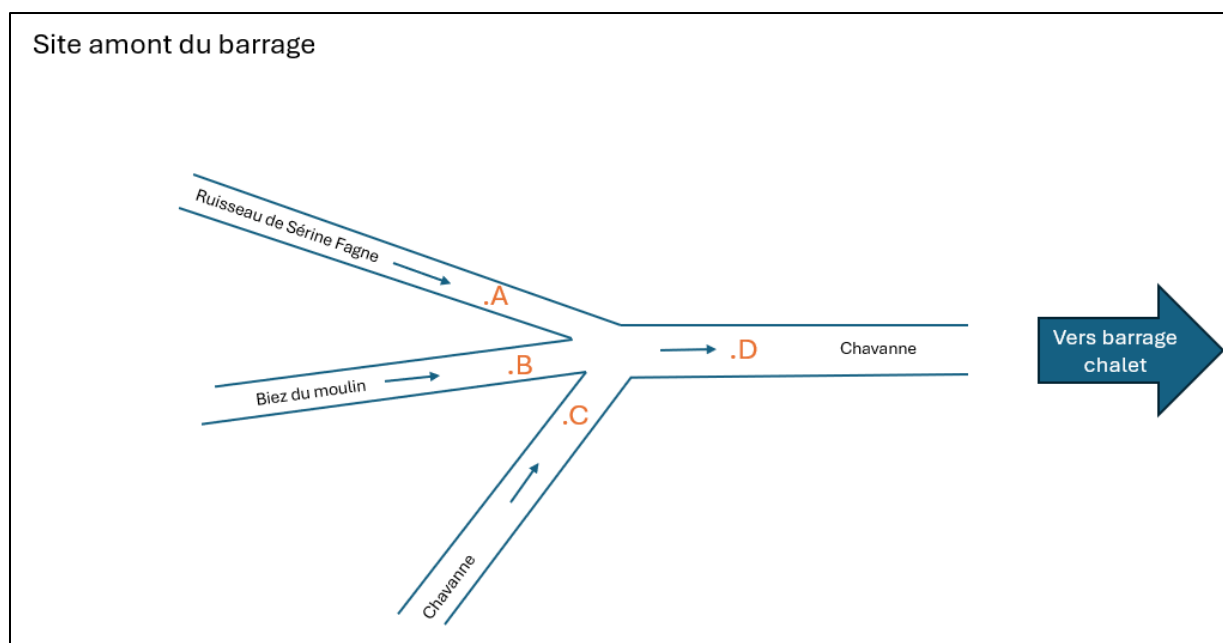 Site amont du barrage
Ruisseau de Sérine Fagne
.A
.B
Biez du moulin
.C
Chavanne
.D
Chavanne
Vers barrage
chalet